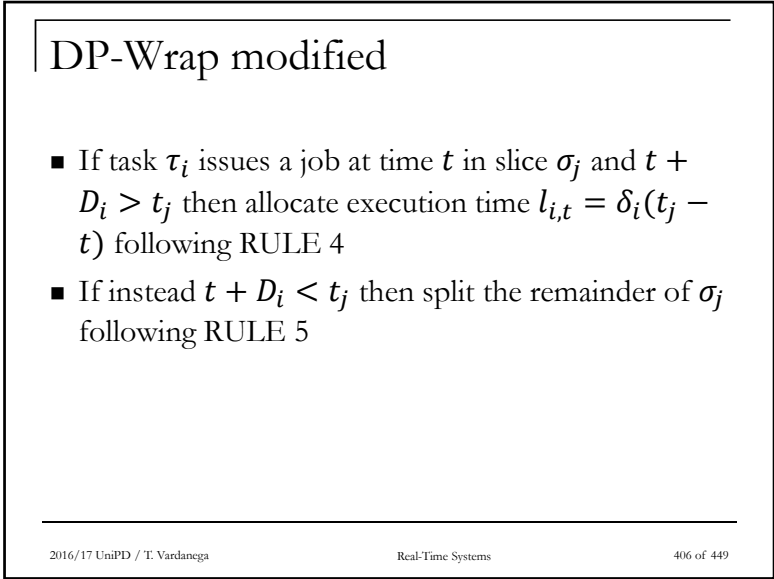 DP-Wrap modified
■ If task 𝜏ᵢ issues a job at time 𝑡 in slice 𝜎ⱼ and 𝑡 +
𝐷ᵢ > 𝑡ⱼ then allocate execution time 𝑙ᵢ,ₜ = 𝛿ᵢ(𝑡ⱼ −
𝑡) following RULE 4
■ If instead 𝑡 + 𝐷ᵢ < 𝑡ⱼ then split the remainder of 𝜎ⱼ
following RULE 5
2016/17 UniPD / T. Vardanega Real-Time Systems 406 of 449